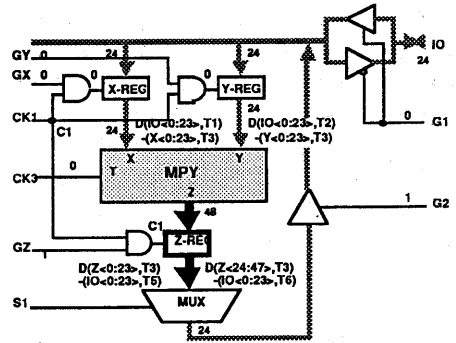 GY 0
24
24
IO
24
GX 0
0
X-REG
0
Y-REG
CK1
C1
24
24
0
G1
D(IO<0:23>,T1)
-(X<0:23>,T3)
D(IO<0:23>,T2)
-(Y<0:23>,T3)
X
Y
T
MPY
CK3 0
Z
48
1
G2
C1
Z-REG
GZ 1
D(Z<0:23>,T3)
-(IO<0:23>,T5)
D(Z<24:47>,T3)
-(IO<0:23>,T6)
S1
MUX
24